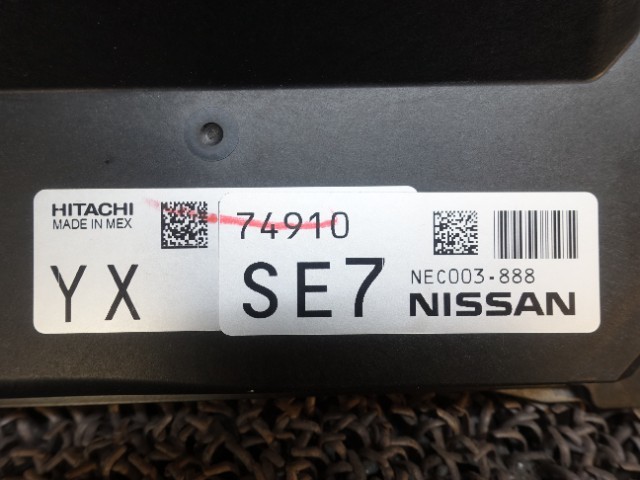 HITACHI
MADE IN MEX
YX
74910
SE7
NEC003-888
NISSAN